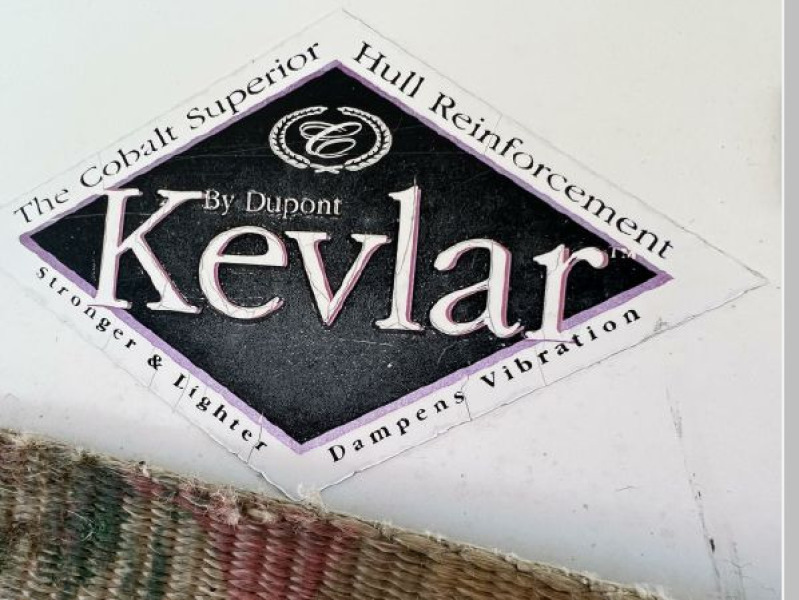 The Cobalt Superior
Hull Reinforcement
C
By Dupont
Kevlar™
Stronger & Lighter
Dampens Vibration